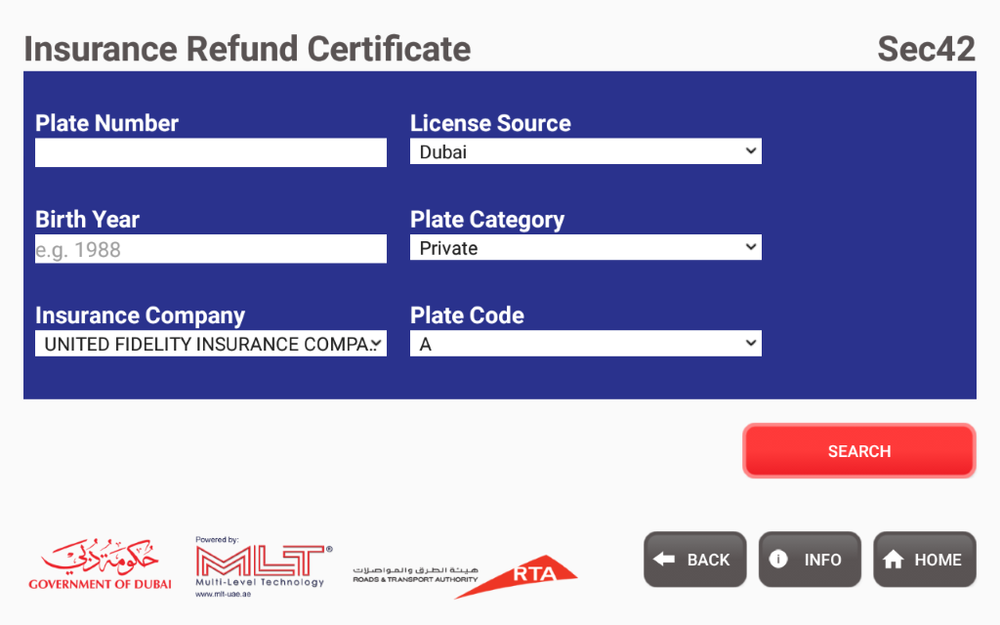 Insurance Refund Certificate
Sec42
Plate Number
License Source
Dubai
Birth Year
e.g. 1988
Plate Category
Private
Insurance Company
UNITED FIDELITY INSURANCE COMPA..
Plate Code
A
SEARCH
حكومة دبي
GOVERNMENT OF DUBAI
Powered by:
MLT®
Multi-Level Technology
www.mlt-uae.ae
هيئة الطرق والمواصلات
ROADS & TRANSPORT AUTHORITY
RTA
BACK
INFO
HOME